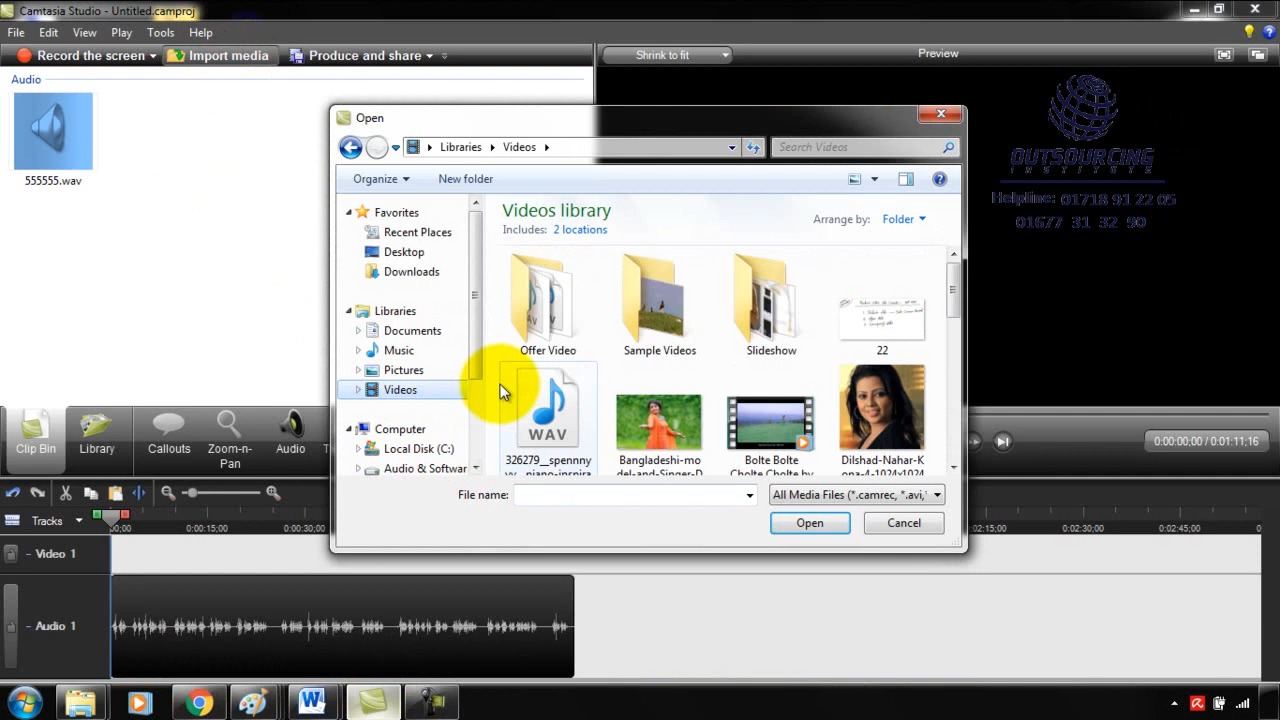 Camtasia Studio - Untitled.camproj
File Edit View Play Tools Help
Record the screen Import media Produce and share Shrink to fit Preview
Audio
555555.wav
Open
Libraries Videos Search Videos
Organize New folder
Favorites
Recent Places
Desktop
Downloads
Libraries
Documents
Music
Pictures
Videos
Computer
Local Disk (C:)
Audio & Softwar
Videos library
Includes: 2 locations
Arrange by: Folder
Offer Video Sample Videos Slideshow 22
WAV
326279__spennny Bangladeshi-mo Bolte Bolte Dilshad-Nahar-K
del-and-Singer-D Cholte Cholte by ona-4-1024x1024
File name: All Media Files (*.camrec, *.avi,
Open Cancel
OUTSOURCING
INSTITUTE
Helpline: 01718 91 22 05
01677 31 32 90
Clip Bin Library Callouts Zoom-n-Pan Audio
0:00:00;00 / 0:01:11;16
Tracks 0:00:15;00 0:00:30;00 0:02:30;00 0:02:45;00
Video 1
Audio 1